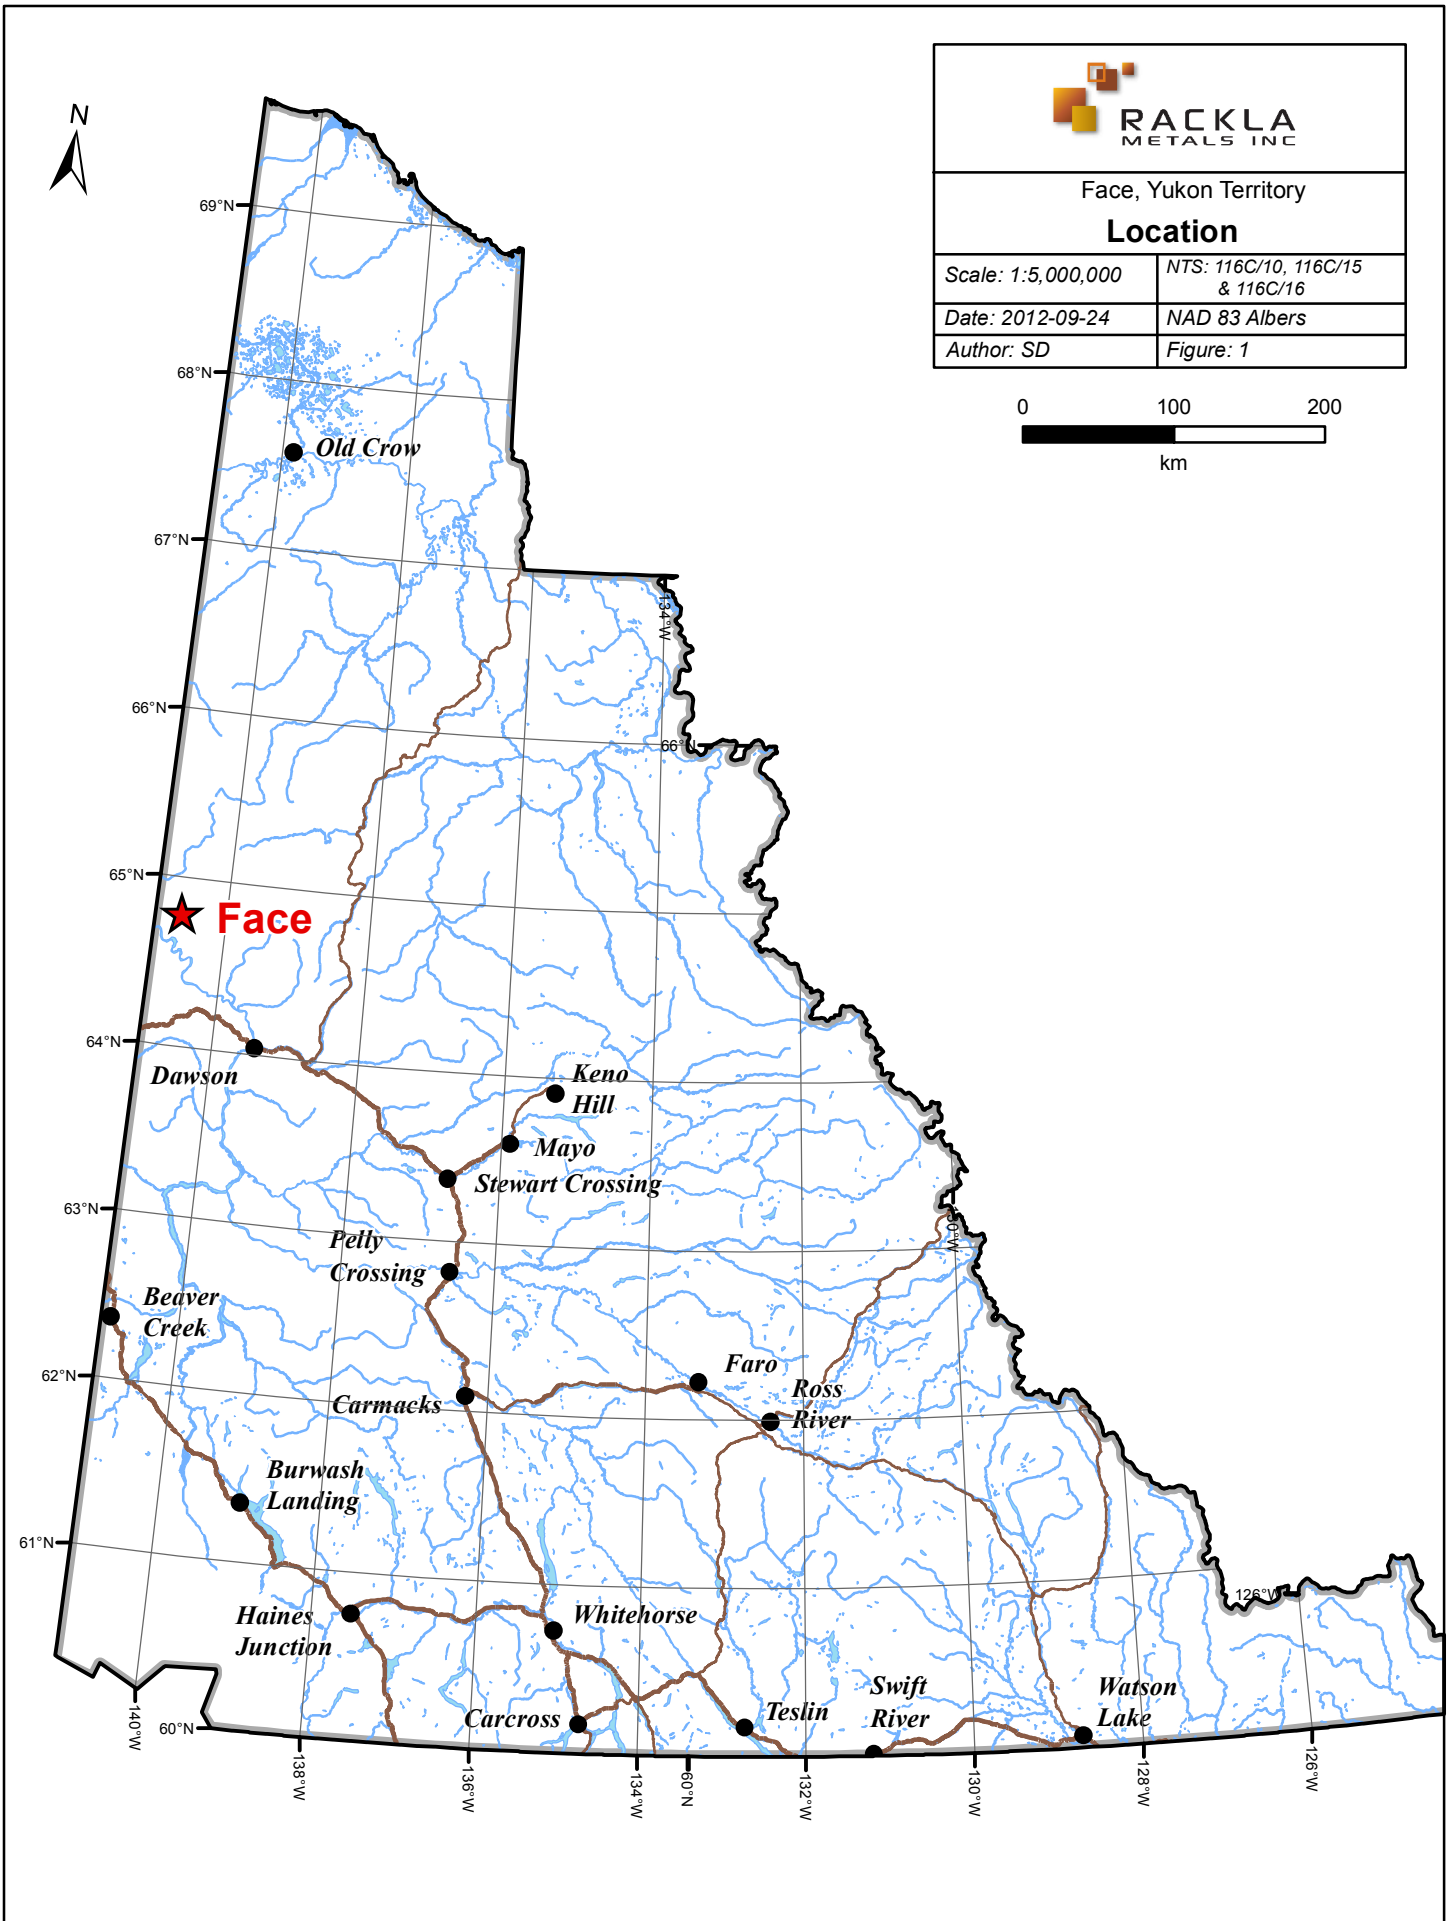 RACKLA
METALS INC
Face, Yukon Territory
Location
Scale: 1:5,000,000
NTS: 116C/10, 116C/15
& 116C/16
Date: 2012-09-24
NAD 83 Albers
Author: SD
Figure: 1
0 100 200
km
N
69°N
68°N
Old Crow
67°N
134°W
66°N
66°N
65°N
Face
64°N
Dawson
Keno
Hill
Mayo
Stewart Crossing
63°N
130°W
Pelly
Crossing
Beaver
Creek
62°N
Faro
Ross
River
Carmacks
Burwash
Landing
61°N
126°W
Haines
Junction
Whitehorse
Carcross
Teslin
Swift
River
Watson
Lake
60°N
140°W
138°W
136°W
134°W
60°N
132°W
130°W
128°W
126°W